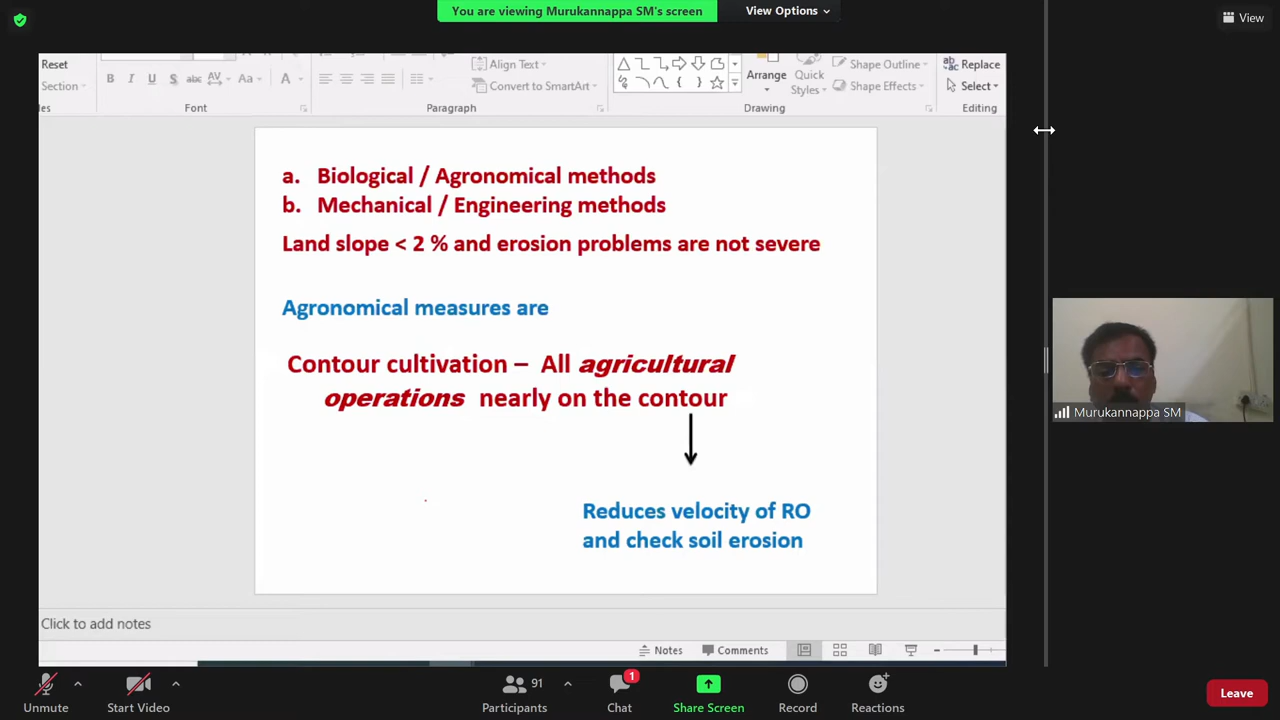 You are viewing Murukannappa SM's screen
View Options
View
Reset
Section
les
B I U S abc AV Aa A
Font
Align Text
Convert to SmartArt
Paragraph
Arrange
Quick
Styles
Shape Outline
Shape Effects
Drawing
Replace
Select
Editing
a. Biological / Agronomical methods
b. Mechanical / Engineering methods
Land slope < 2 % and erosion problems are not severe
Agronomical measures are
Contour cultivation – All agricultural
operations nearly on the contour
Reduces velocity of RO
and check soil erosion
Murukannappa SM
Click to add notes
Notes
Comments
Unmute
Start Video
91
Participants
1
Chat
Share Screen
Record
Reactions
Leave